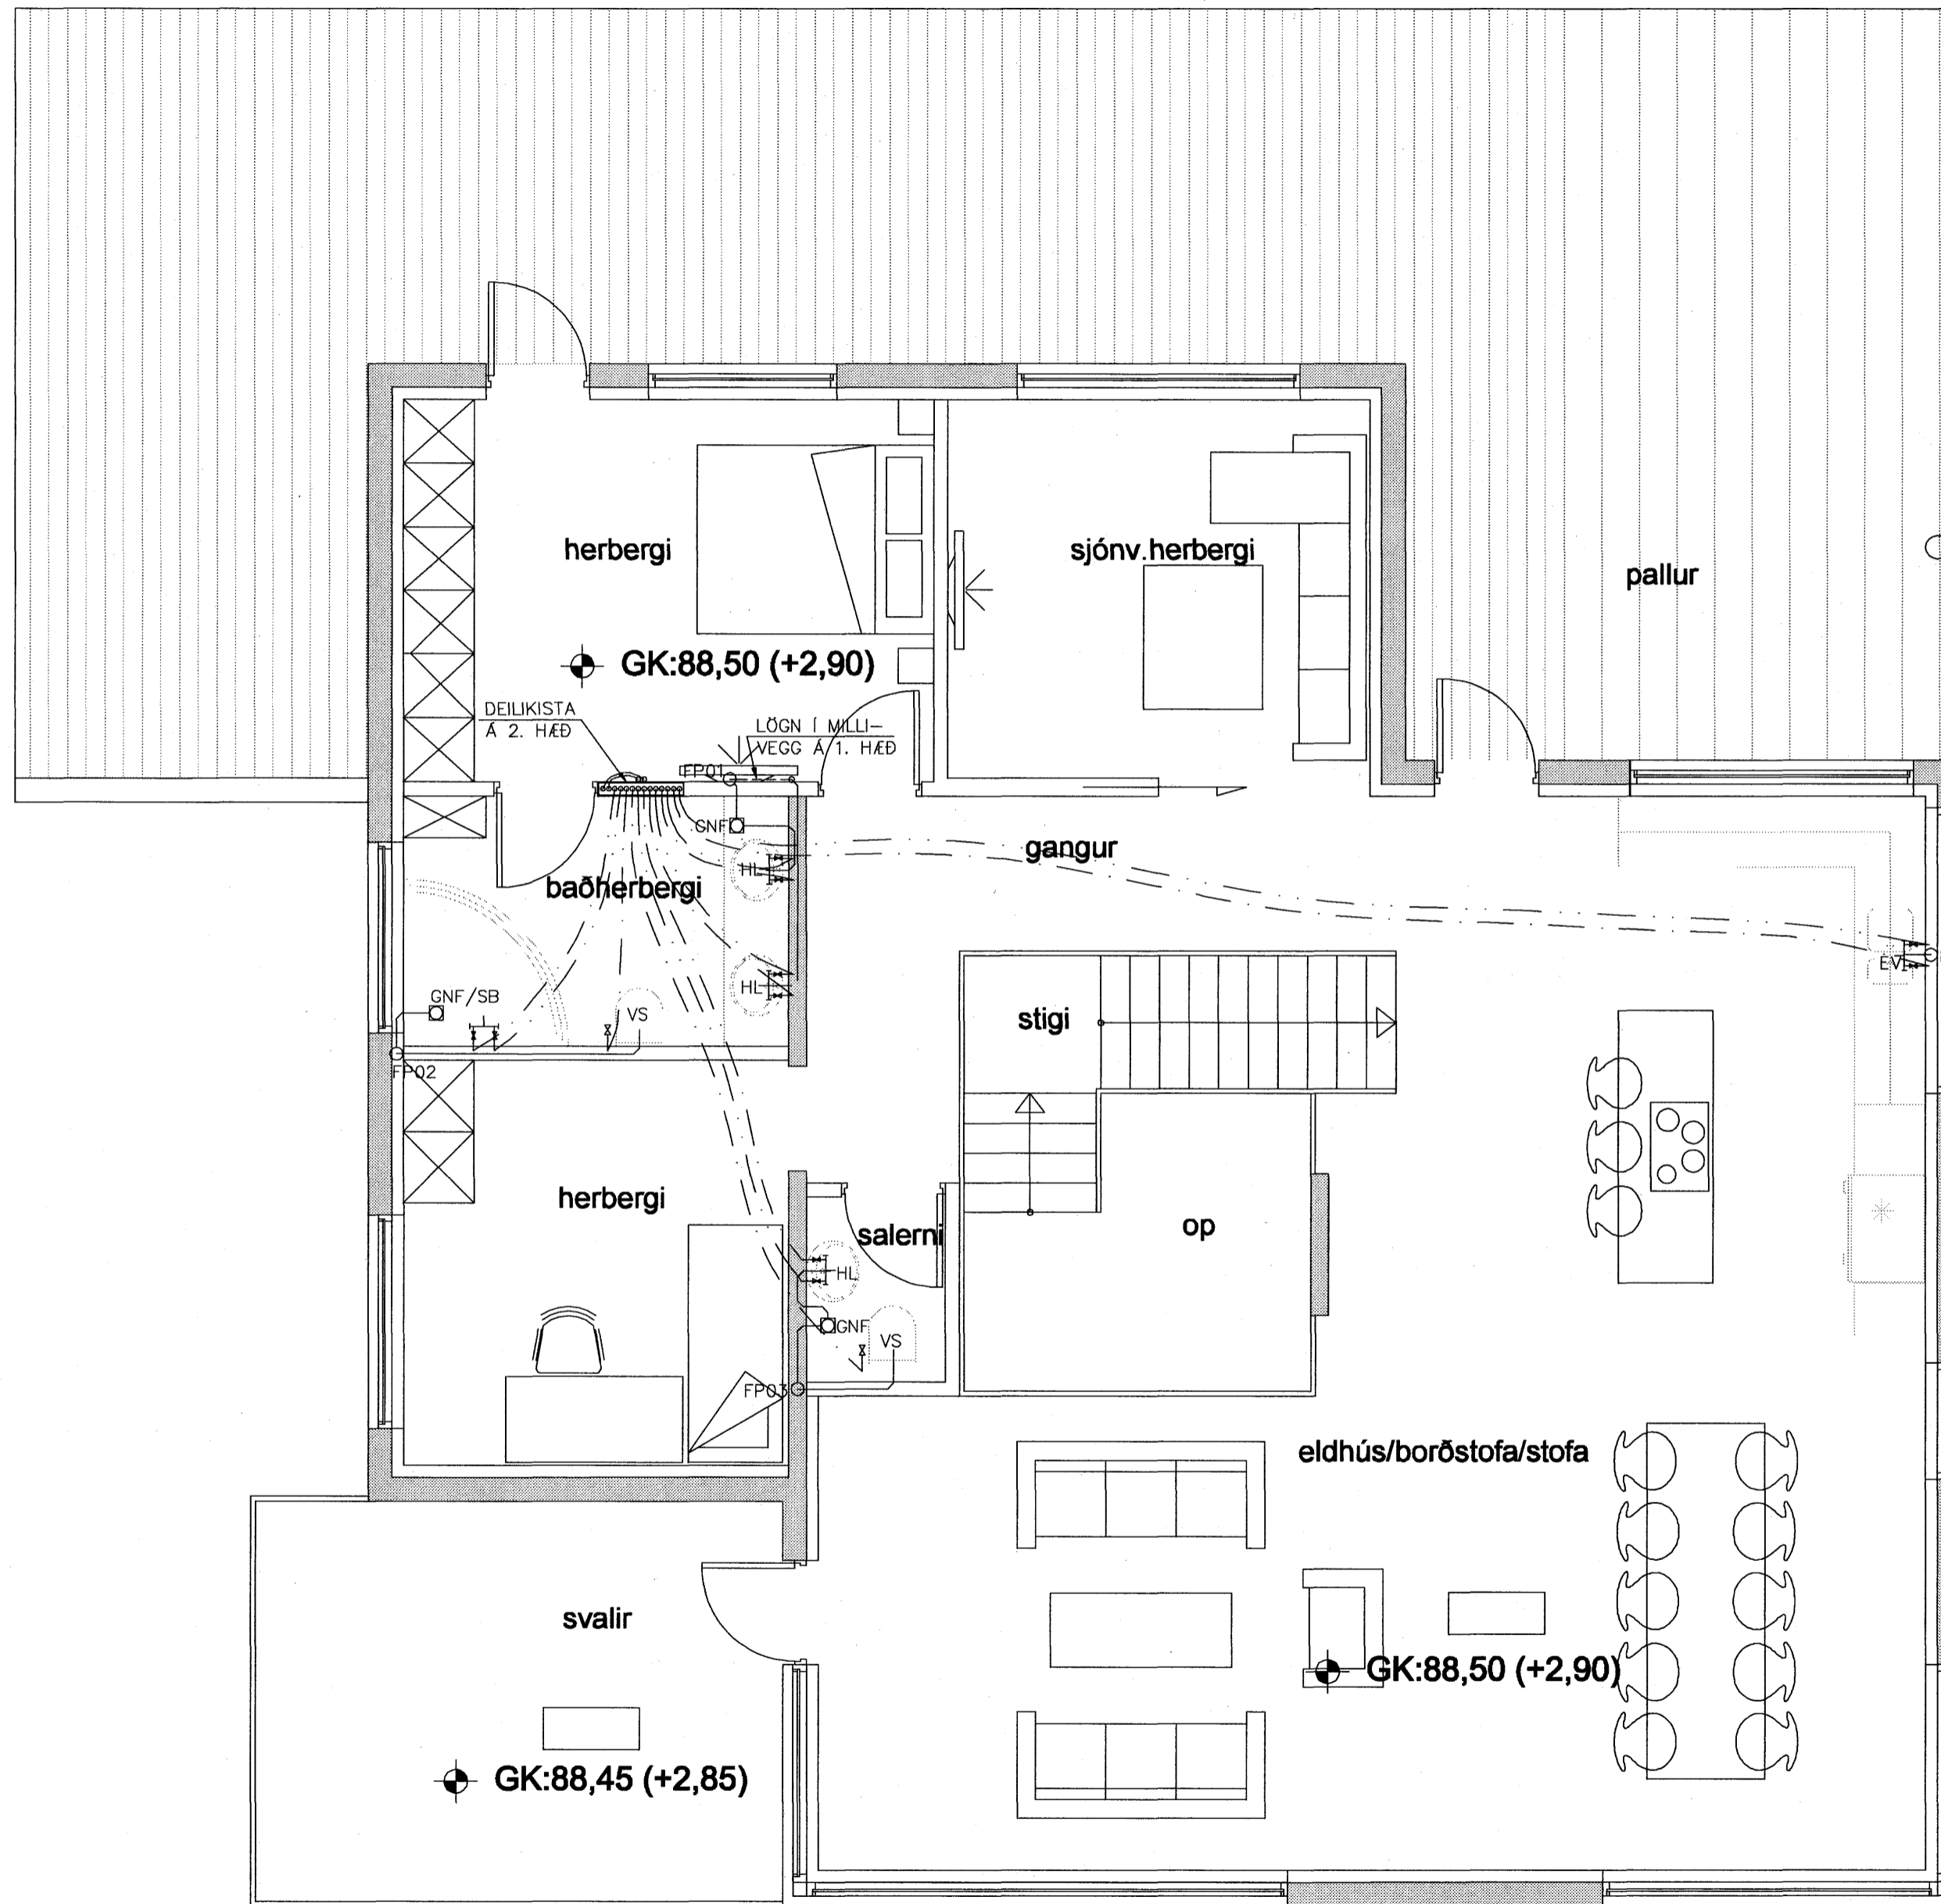 herbergi
sjónv.herbergi
pallur
GK:88,50 (+2,90)
DEILIKISTA
Á 2. HÆÐ
LÖGN Í MILLI-
VEGG Á 1. HÆÐ
FP01
GNF
HL
gangur
baðherbergi
EV
HL
GNF/SB
VS
stigi
FP02
herbergi
salerni
op
HL
GNF
VS
FP03
eldhús/borðstofa/stofa
svalir
GK:88,50 (+2,90)
GK:88,45 (+2,85)